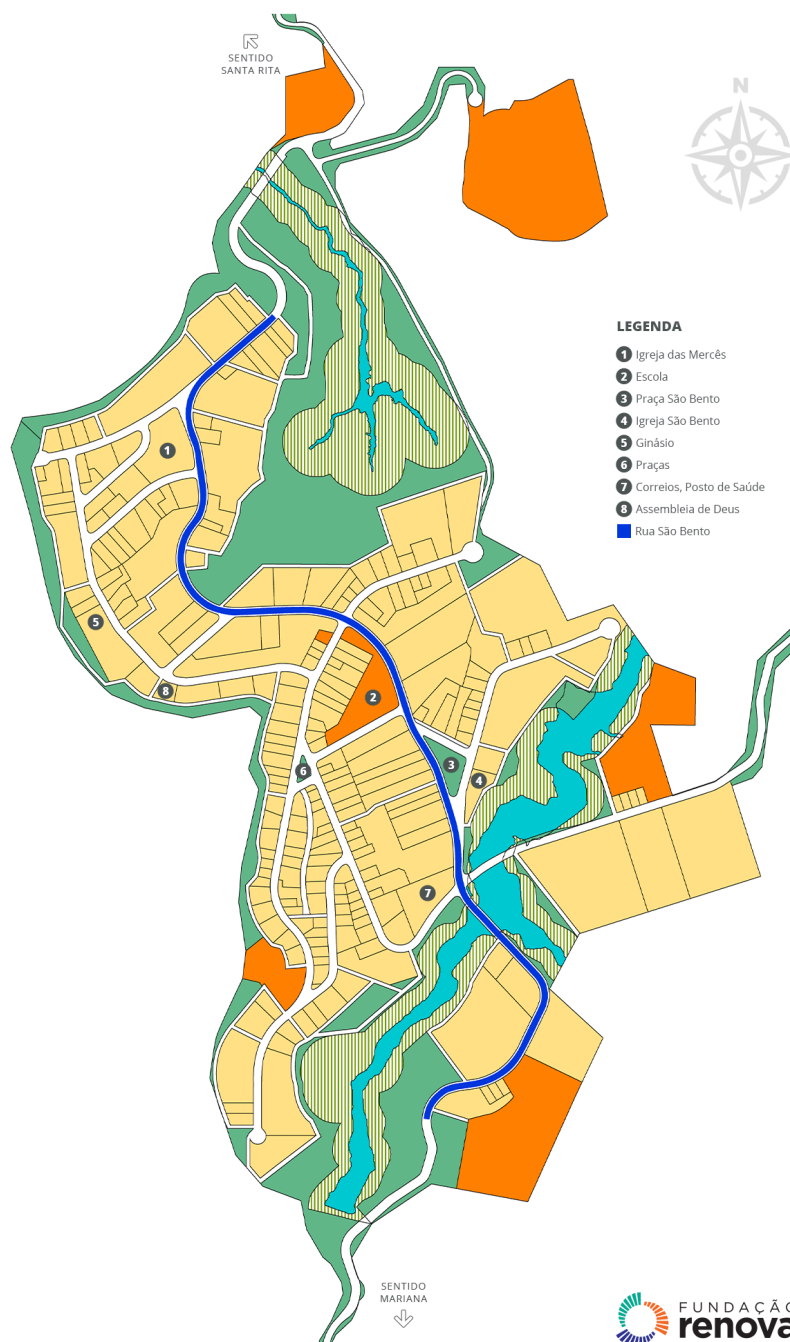 SENTIDO
SANTA RITA
N
LEGENDA
1 Igreja das Mercês
2 Escola
3 Praça São Bento
4 Igreja São Bento
5 Ginásio
6 Praças
7 Correios, Posto de Saúde
8 Assembleia de Deus
Rua São Bento
1
5
8
2
6
3
4
7
SENTIDO
MARIANA
FUNDAÇÃO
renova